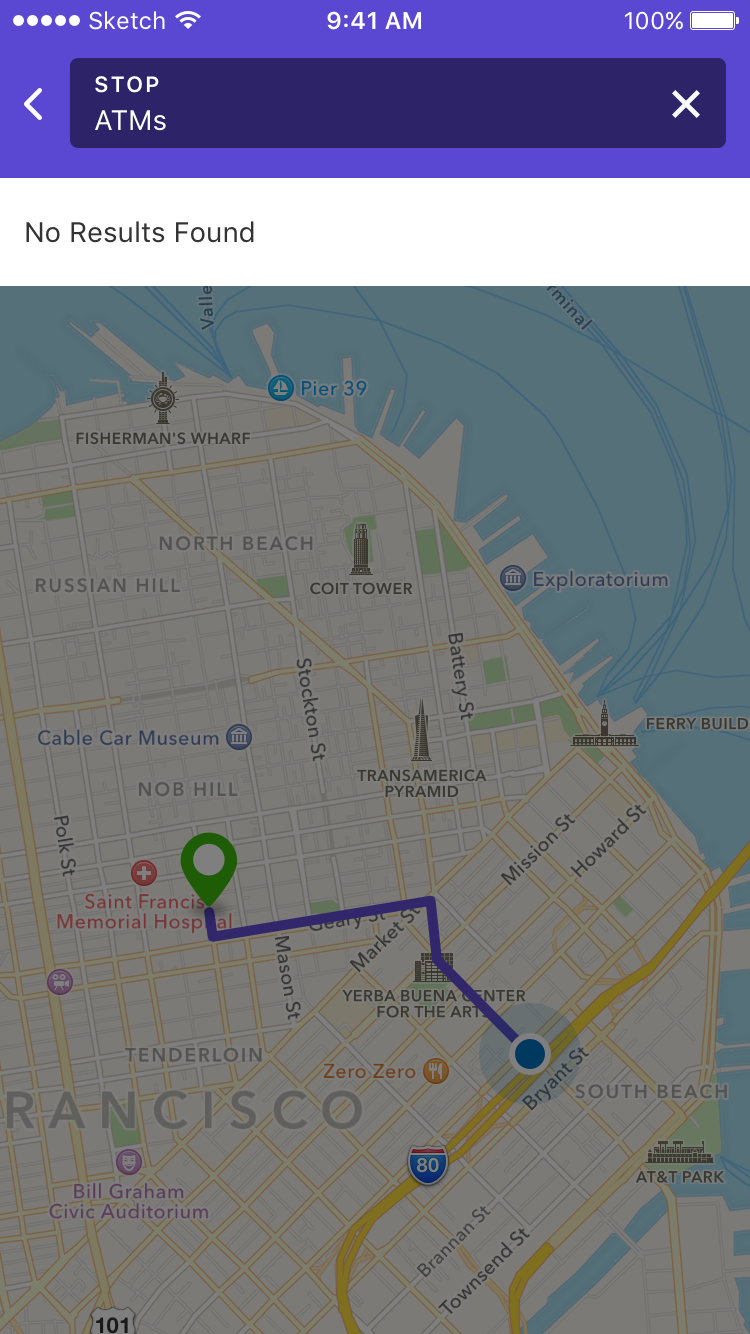 Sketch 9:41 AM 100%
STOP
ATMs
No Results Found
Valle
rminal
Pier 39
FISHERMAN'S WHARF
NORTH BEACH
Exploratorium
RUSSIAN HILL
COIT TOWER
Battery St
Stockton St
FERRY BUILD
Cable Car Museum
TRANSAMERICA
PYRAMID
NOB HILL
Polk St
Mission St
Howard St
Saint Francis
Memorial Hospital
Geary St
Market St
Mason St
YERBA BUENA CENTER
FOR THE ARTS
TENDERLOIN
Zero Zero
Bryant St
SOUTH BEACH
RANCISCO
80
AT&T PARK
Bill Graham
Civic Auditorium
Brannan St
Townsend St
101